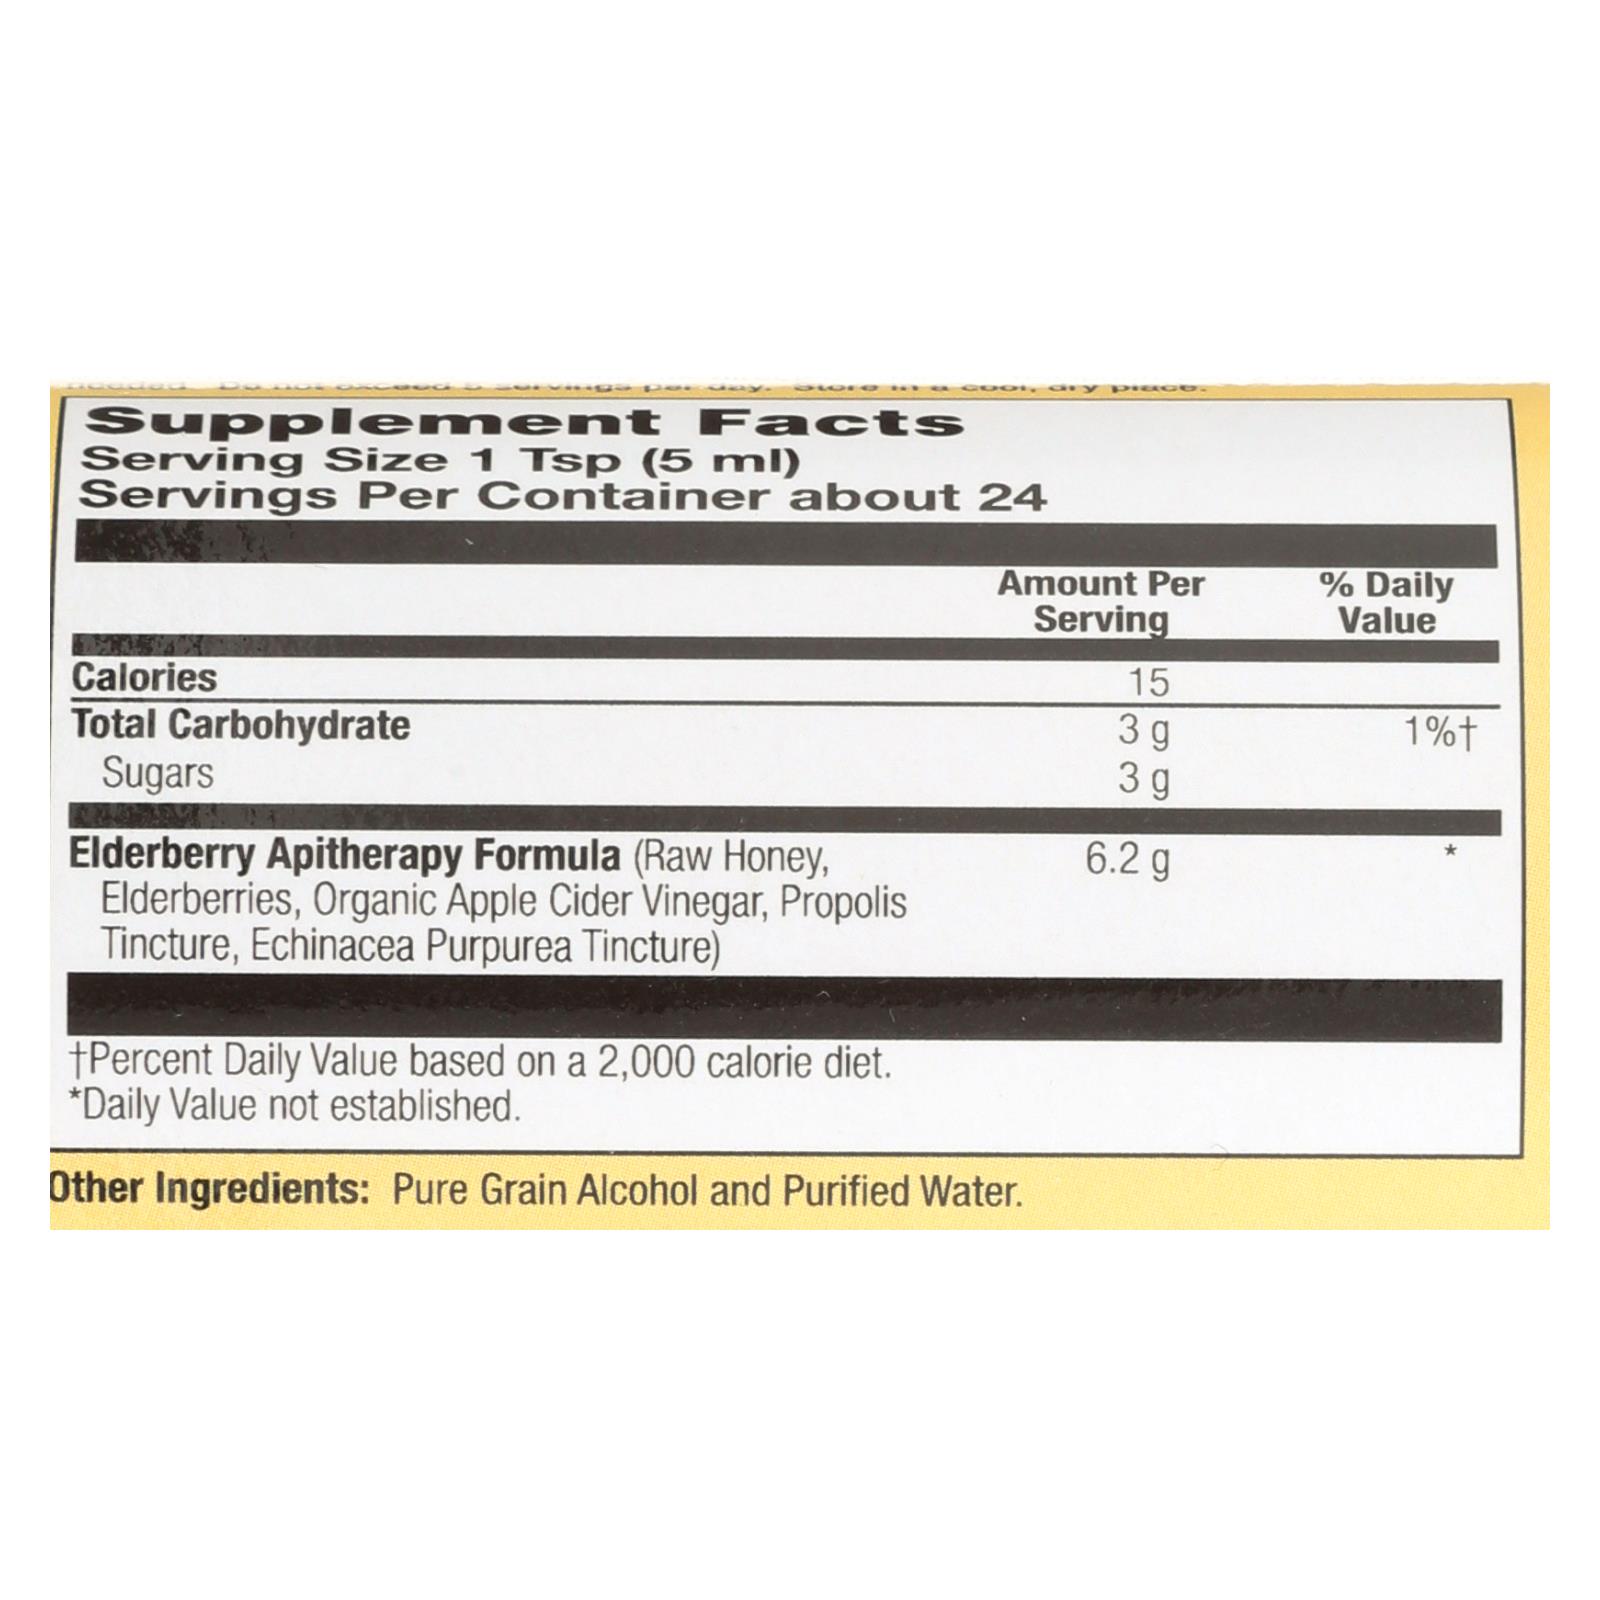 needed. Do not exceed 5 servings per day. Store in a cool, dry place.
Supplement Facts
Serving Size 1 Tsp (5 ml)
Servings Per Container about 24
Amount Per % Daily
Serving Value
Calories 15
Total Carbohydrate 3 g 1%†
Sugars 3 g
Elderberry Apitherapy Formula (Raw Honey, 6.2 g *
Elderberries, Organic Apple Cider Vinegar, Propolis
Tincture, Echinacea Purpurea Tincture)
†Percent Daily Value based on a 2,000 calorie diet.
*Daily Value not established.
Other Ingredients: Pure Grain Alcohol and Purified Water.